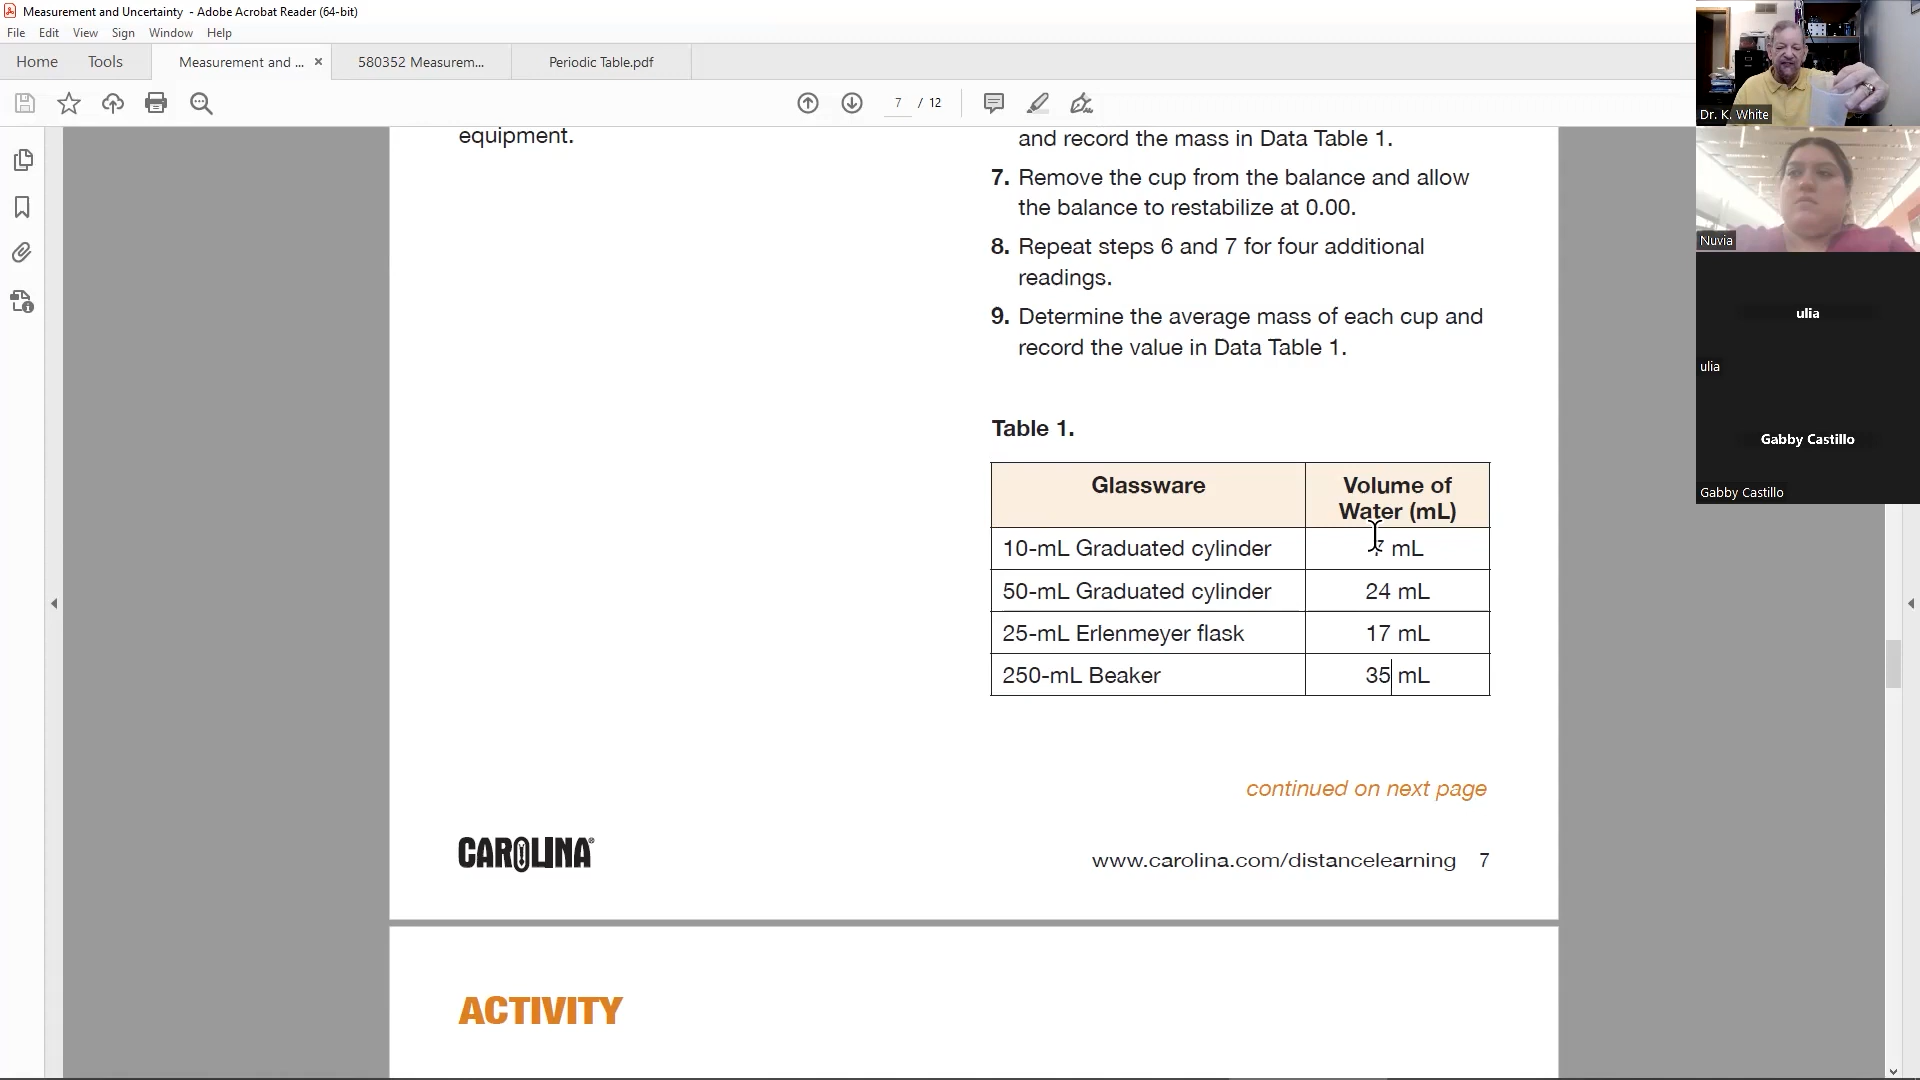 Measurement and Uncertainty - Adobe Acrobat Reader (64-bit)
File Edit View Sign Window Help
Home Tools Measurement and ... × 580352 Measurem... Periodic Table.pdf
7 / 12
equipment.
and record the mass in Data Table 1.
7. Remove the cup from the balance and allow
the balance to restabilize at 0.00.
8. Repeat steps 6 and 7 for four additional
readings.
9. Determine the average mass of each cup and
record the value in Data Table 1.
Table 1.
Glassware
Volume of
Water (mL)
10-mL Graduated cylinder 7 mL
50-mL Graduated cylinder 24 mL
25-mL Erlenmeyer flask 17 mL
250-mL Beaker 35 mL
continued on next page
CAROLINA®
www.carolina.com/distancelearning 7
ACTIVITY
Dr. K. White
Nuvia
ulia
ulia
Gabby Castillo
Gabby Castillo